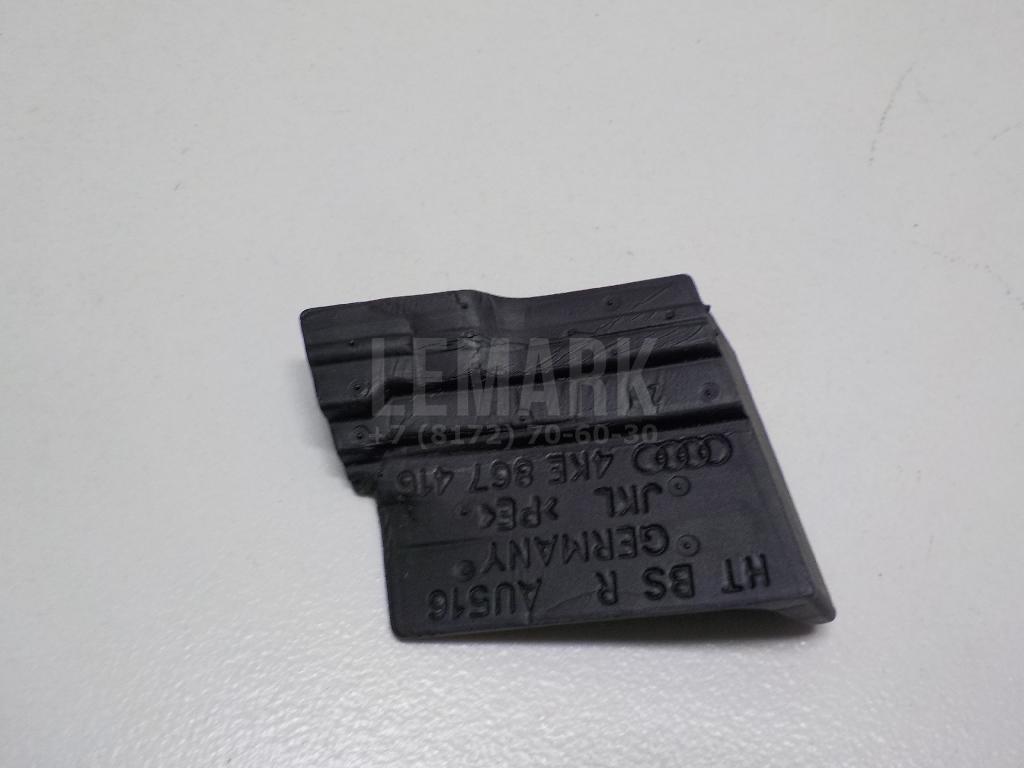 LEMARK
+7 (8172) 70-60-30
HT BS R AU516
GERMANY
JKL >PE<
4KE 867 416